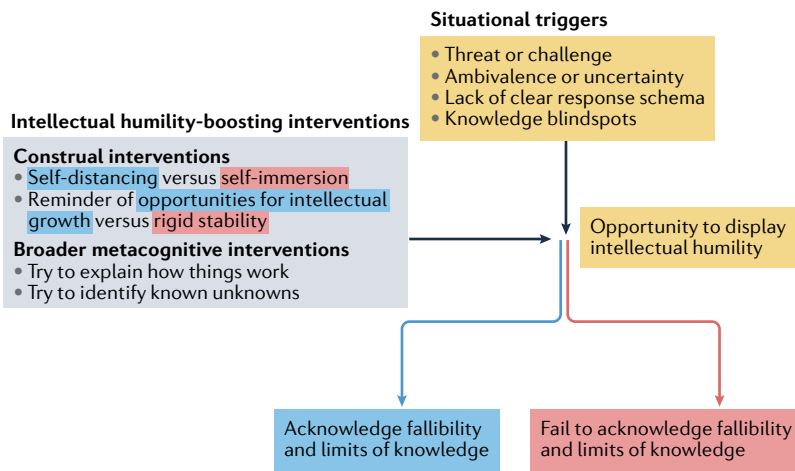 Situational triggers
• Threat or challenge
• Ambivalence or uncertainty
• Lack of clear response schema
• Knowledge blindspots
Intellectual humility-boosting interventions
Construal interventions
• Self-distancing versus self-immersion
• Reminder of opportunities for intellectual
growth versus rigid stability
Broader metacognitive interventions
• Try to explain how things work
• Try to identify known unknowns
Opportunity to display
intellectual humility
Acknowledge fallibility
and limits of knowledge
Fail to acknowledge fallibility
and limits of knowledge